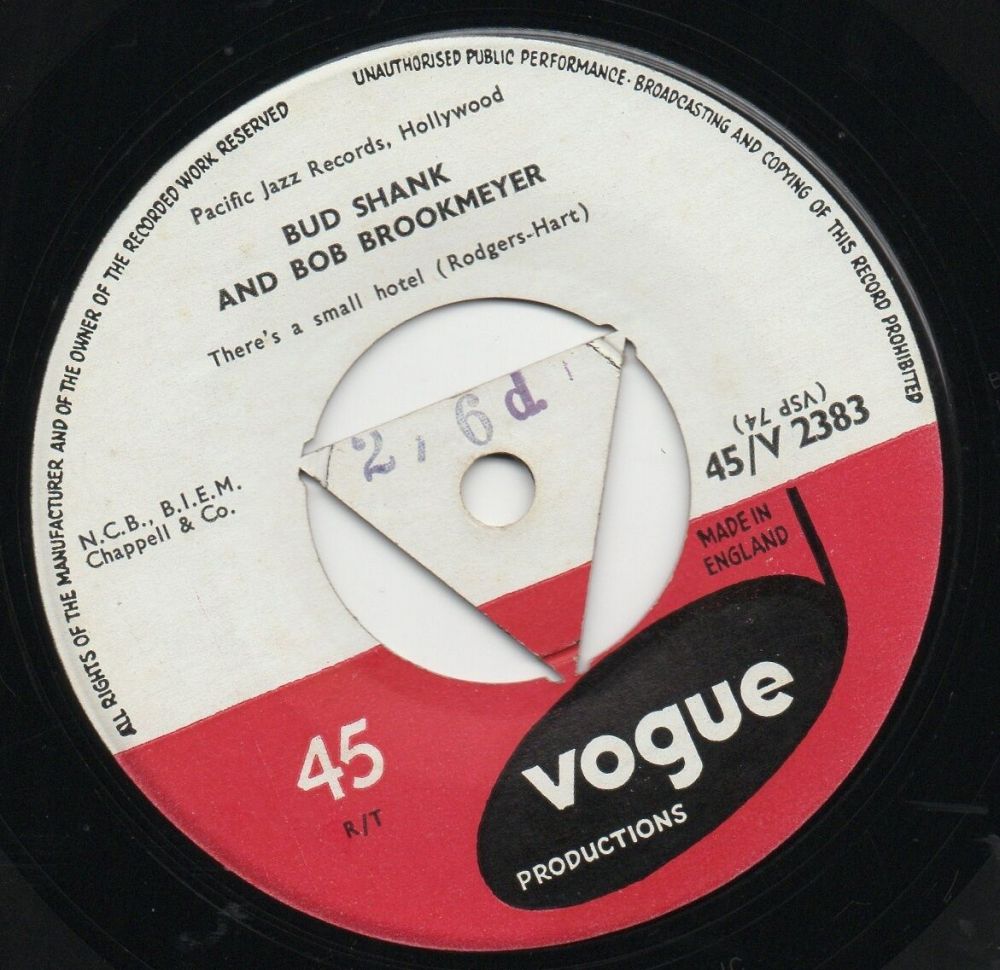 ALL RIGHTS OF THE MANUFACTURER AND OF THE OWNER OF THE RECORDED WORK RESERVED
UNAUTHORISED PUBLIC PERFORMANCE · BROADCASTING AND COPYING OF THIS RECORD PROHIBITED
Pacific Jazz Records, Hollywood
BUD SHANK
AND BOB BROOKMEYER
There's a small hotel (Rodgers-Hart)
2, 6d
(VSP 74)
45/V 2383
N.C.B., B.I.E.M.
Chappell & Co.
MADE IN
ENGLAND
45
R/T
vogue
PRODUCTIONS